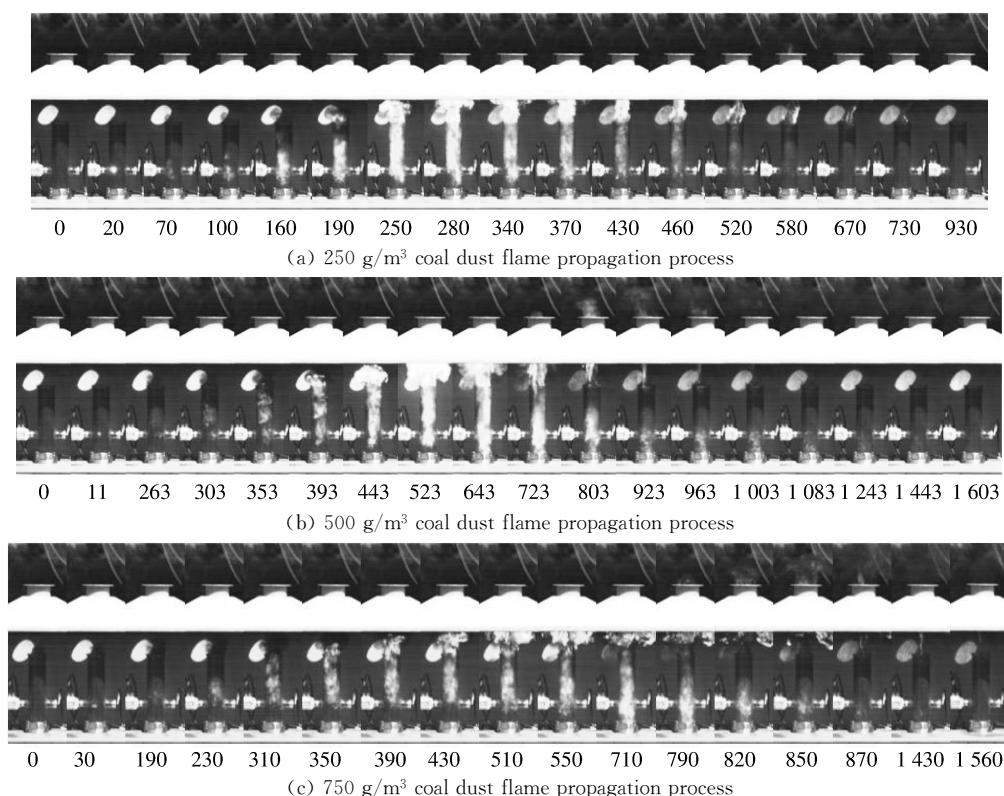 0 20 70 100 160 190 250 280 340 370 430 460 520 580 670 730 930
(a) 250 g/m³ coal dust flame propagation process
0 11 263 303 353 393 443 523 643 723 803 923 963 1 003 1 083 1 243 1 443 1 603
(b) 500 g/m³ coal dust flame propagation process
0 30 190 230 310 350 390 430 510 550 710 790 820 850 870 1 430 1 560
(c) 750 g/m³ coal dust flame propagation process